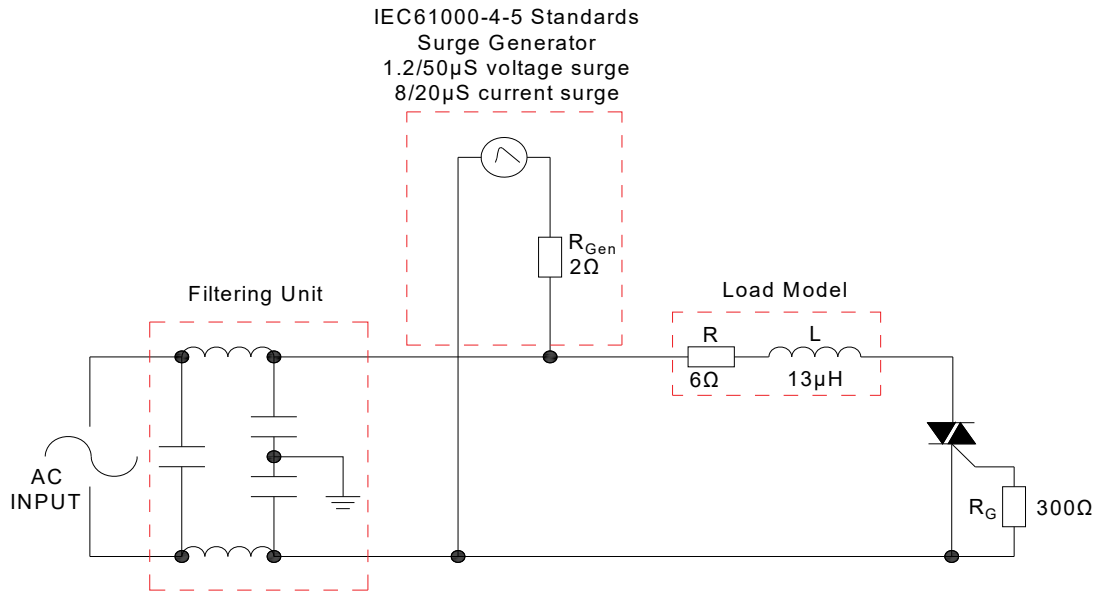 IEC61000-4-5 Standards
Surge Generator
1.2/50μS voltage surge
8/20μS current surge
RGen
2Ω
Filtering Unit
Load Model
R
L
6Ω
13μH
AC
INPUT
RG
300Ω